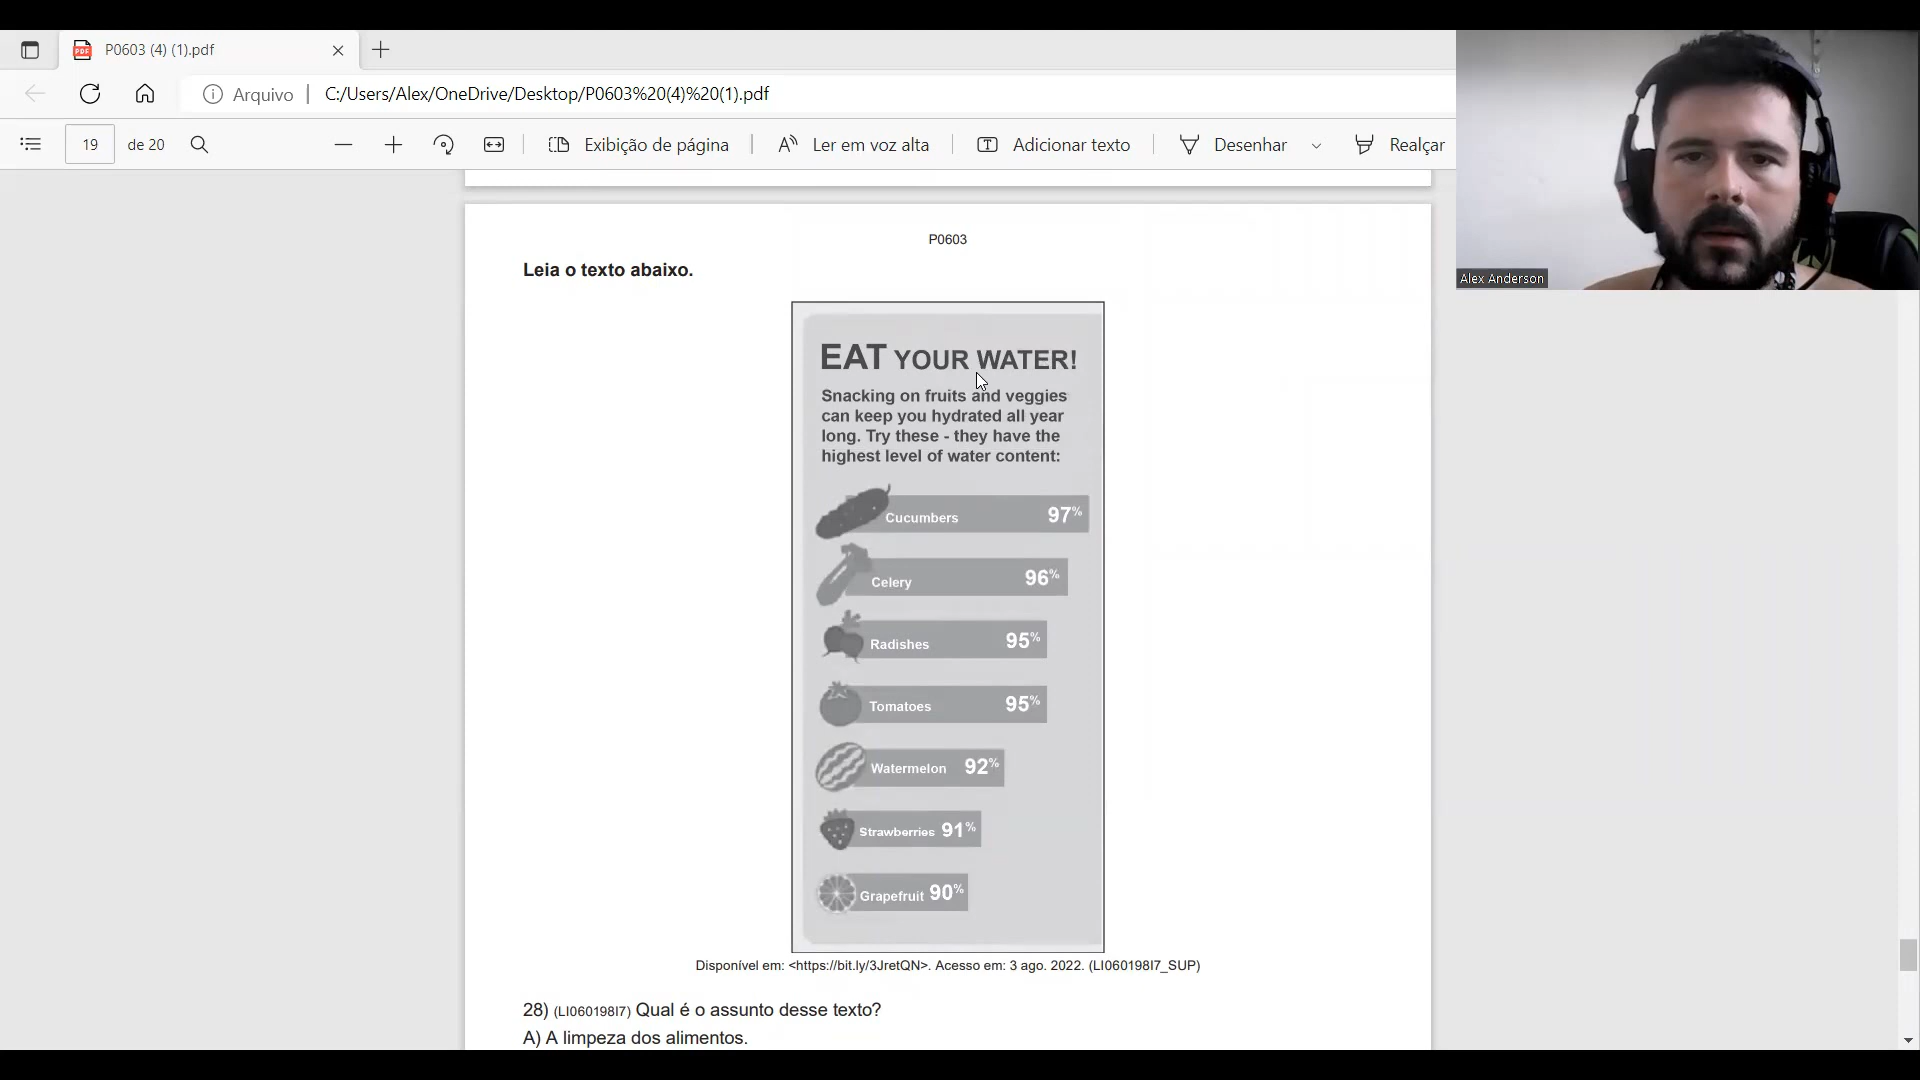 P0603 (4) (1).pdf
Arquivo
C:/Users/Alex/OneDrive/Desktop/P0603%20(4)%20(1).pdf
19 de 20
Exibição de página
Ler em voz alta
Adicionar texto
Desenhar
Realçar
Alex Anderson
P0603
Leia o texto abaixo.
EAT YOUR WATER!
Snacking on fruits and veggies
can keep you hydrated all year
long. Try these - they have the
highest level of water content:
Cucumbers 97%
Celery 96%
Radishes 95%
Tomatoes 95%
Watermelon 92%
Strawberries 91%
Grapefruit 90%
Disponível em: <https://bit.ly/3JretQN>. Acesso em: 3 ago. 2022. (LI060198I7_SUP)
28) (LI060198I7) Qual é o assunto desse texto?
A) A limpeza dos alimentos.